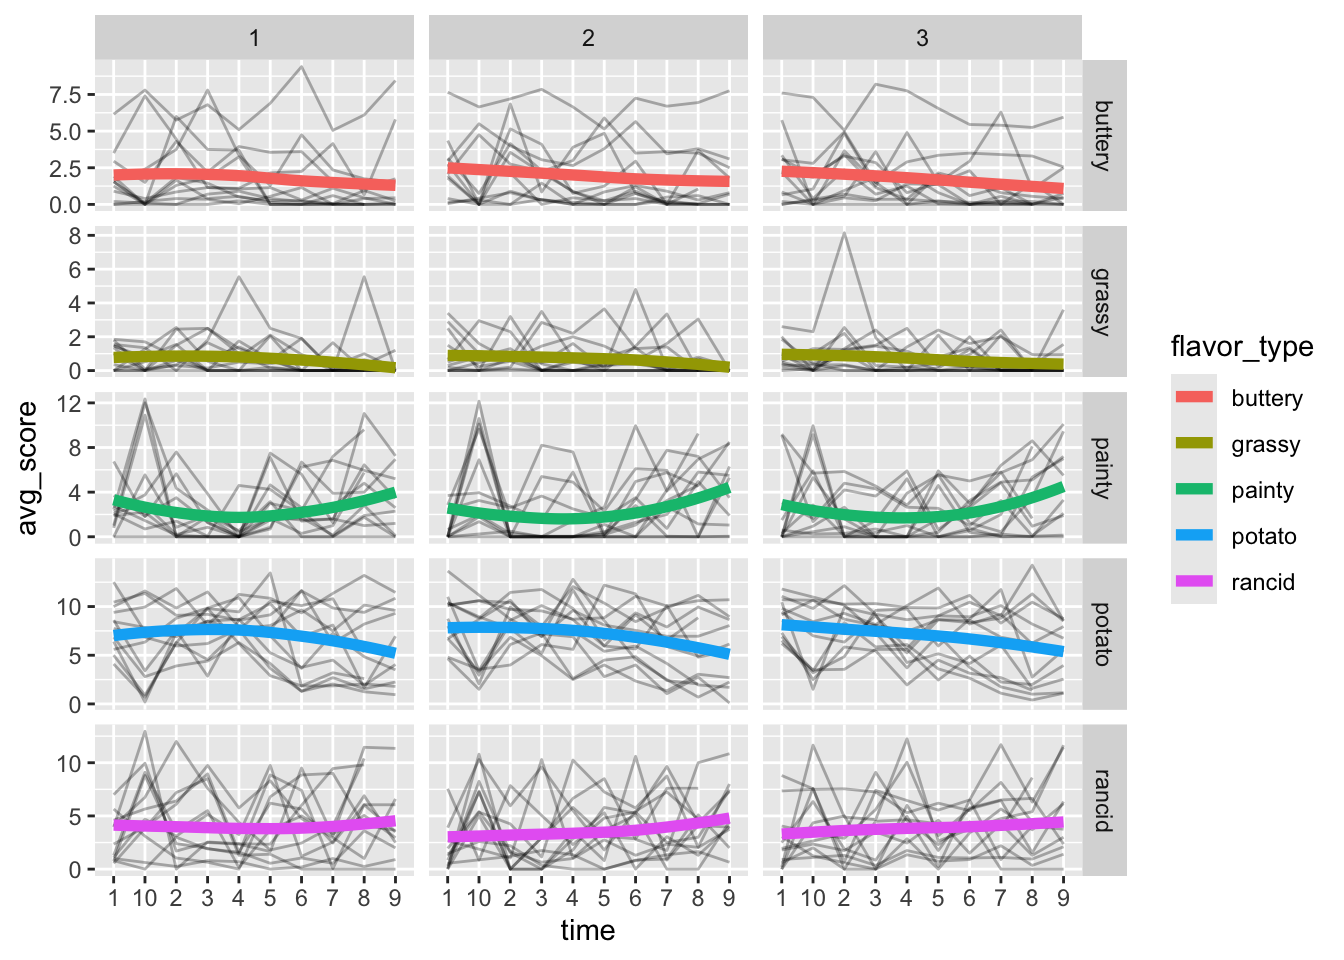 1 2 3
7.5
5.0
2.5
0.0
buttery
8
6
4
2
0
grassy
12
8
4
0
painty
10
5
0
potato
10
5
0
rancid
1 10 2 3 4 5 6 7 8 9 1 10 2 3 4 5 6 7 8 9 1 10 2 3 4 5 6 7 8 9
time
avg_score
flavor_type
buttery
grassy
painty
potato
rancid